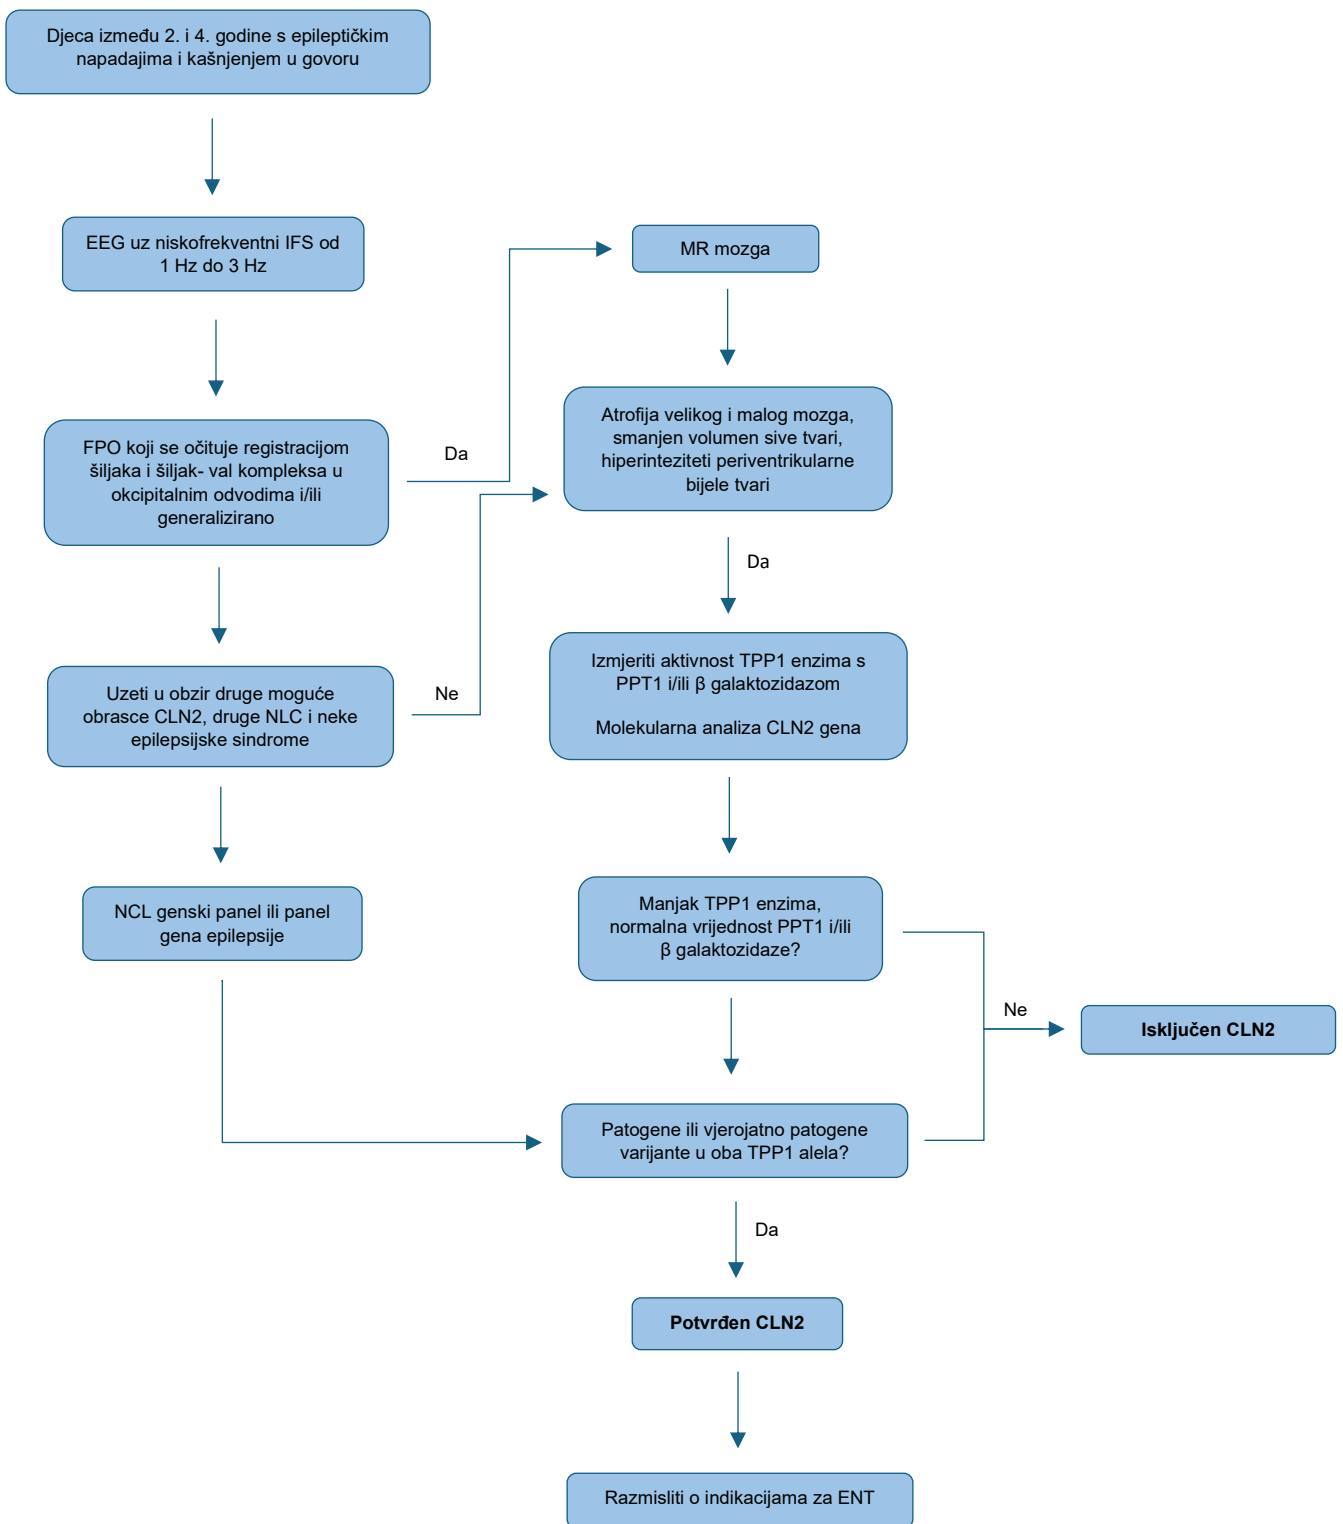 Djeca između 2. i 4. godine s epileptičkim
napadajima i kašnjenjem u govoru
EEG uz niskofrekventni IFS od
1 Hz do 3 Hz
FPO koji se očituje registracijom
šiljaka i šiljak- val kompleksa u
okcipitalnim odvodima i/ili
generalizirano
Da
Uzeti u obzir druge moguće
obrasce CLN2, druge NLC i neke
epilepsijske sindrome
Ne
NCL genski panel ili panel
gena epilepsije
MR mozga
Atrofija velikog i malog mozga,
smanjen volumen sive tvari,
hiperinteziteti periventrikularne
bijele tvari
Da
Izmjeriti aktivnost TPP1 enzima s
PPT1 i/ili β galaktozidazom
Molekularna analiza CLN2 gena
Manjak TPP1 enzima,
normalna vrijednost PPT1 i/ili
β galaktozidaze?
Ne
Isključen CLN2
Patogene ili vjerojatno patogene
varijante u oba TPP1 alela?
Da
Potvrđen CLN2
Razmisliti o indikacijama za ENT